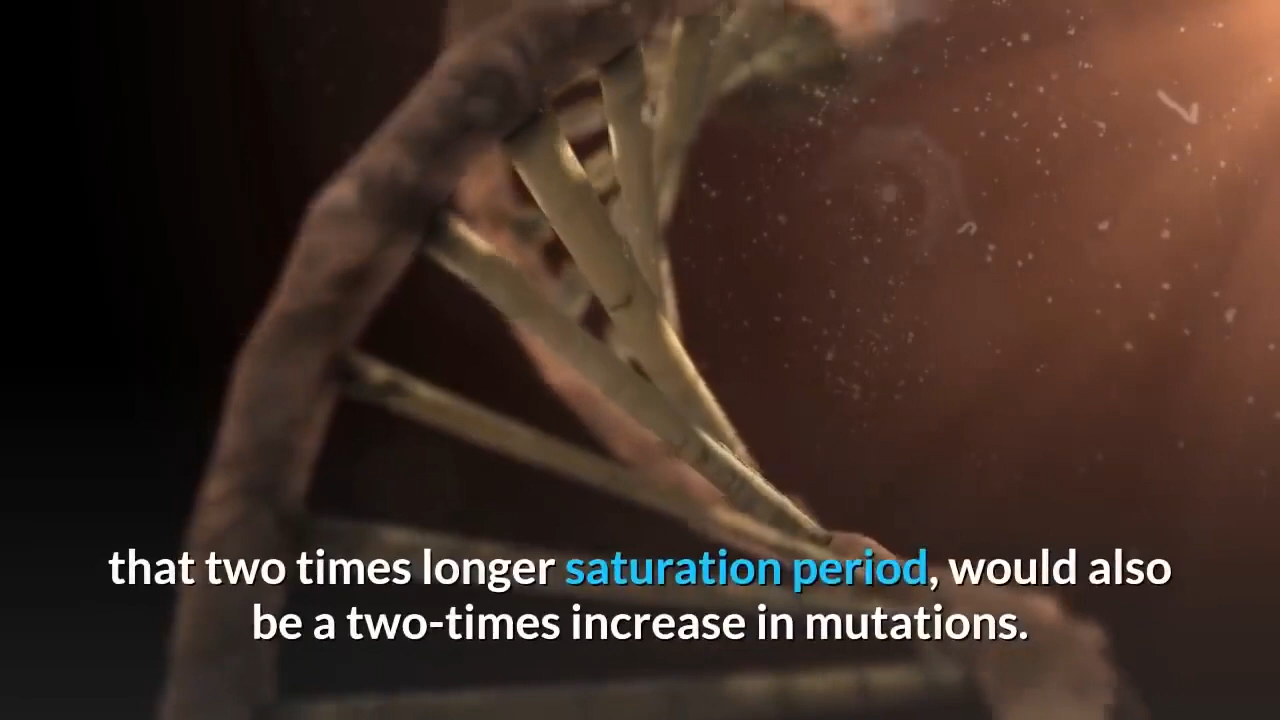 that two times longer saturation period, would also
be a two-times increase in mutations.